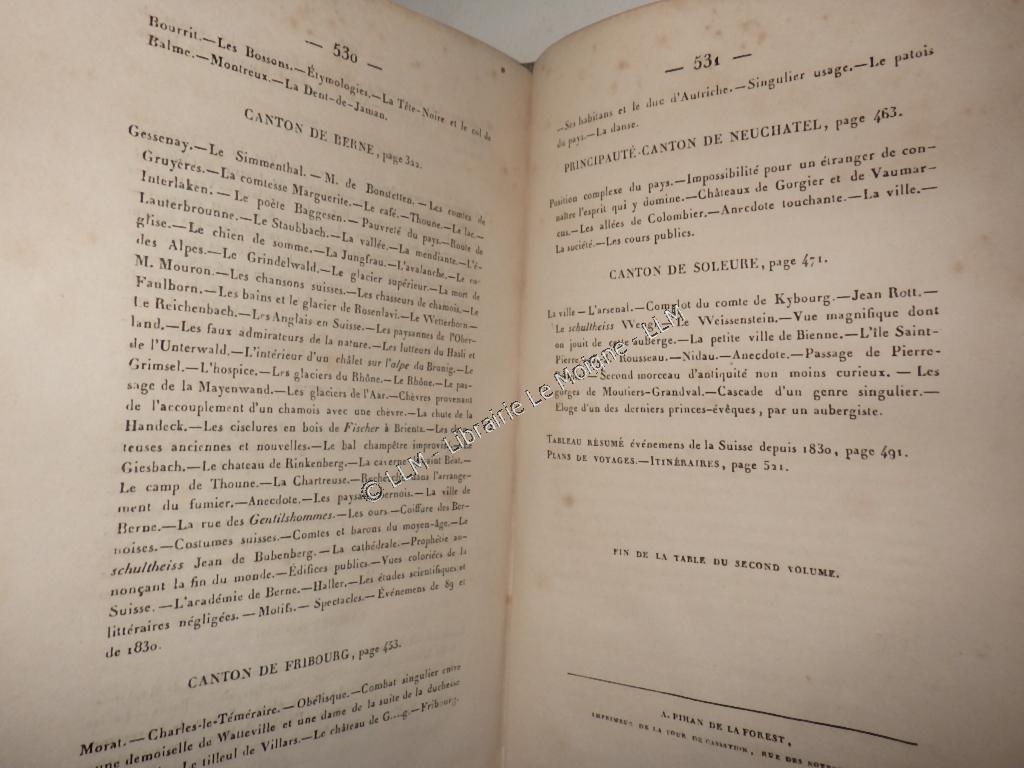 — 530 —
Bourrit.—Les Bossons.—Étymologies.—La Tête-Noire et le col de
Balme.—Montreux.—La Dent-de-Jaman.
CANTON DE BERNE, page 322.
Gessenay.—Le Simmenthal.—M. de Bonstetten.—Les comtes de
Gruyères.—La comtesse Marguerite.—Le café.—Thoune.—Le lac.—
Interlaken.—Le poète Baggesen.—Pauvreté du pays.—Route de
Lauterbrounne.—Le Staubbach.—La vallée.—La mendiante.—L'é-
glise.—Le chien de somme.—La Jungfrau.—L'avalanche.—Le
des Alpes.—Le Grindelwald.—Le glacier supérieur.—La mort de
M. Mouron.—Les chansons suisses.—Les chasseurs de chamois.—Le
Faulborn.—Les bains et le glacier de Rosenlavi.—Le Wetterhorn—
Le Reichenbach.—Les Anglais en Suisse.—Les paysannes de l'Ober-
land.—Les faux admirateurs de la nature.—Les lutteurs du Hasli et
de l'Unterwald.—L'intérieur d'un châlet sur l'alpe du Brunig.—Le
Grimsel.—L'hospice.—Les glaciers du Rhône.—Le Rhône.—Le pas-
sage de la Mayenwand.—Les glaciers de l'Aar.—Chèvres provenant
de l'accouplement d'un chamois avec une chèvre.—La chute de la
Handeck.—Les ciselures en bois de Fischer à Brientz.—Les
teuses anciennes et nouvelles.—Le bal champêtre improvisé.—Le
Giesbach.—Le chateau de Rinkenberg.—La caverne Saint Béat.—
Le camp de Thoune.—La Chartreuse.— dans l'arrange-
ment du fumier.—Anecdote.—Les paysans bernois.—La ville de
Berne.—La rue des Gentilshommes.—Les ours.—Coiffure des Ber-
noises.—Costumes suisses.—Comtes et barons du moyen-âge.—Le
schultheiss Jean de Bubenberg.—La cathédrale.—Prophétie an-
nonçant la fin du monde.—Édifices publics.—Vues coloriées de la
Suisse.—L'académie de Berne.—Haller.—Les études scientifiques et
littéraires négligées.—Motifs.—Spectacles.—Événemens de 89 et
de 1830.
CANTON DE FRIBOURG, page 453.
Morat.—Charles-le-Téméraire.—Obélisque.—Combat singulier entre
une demoiselle de Watteville et une dame de la suite de la duchesse
Le tilleul de Villars.—Le château de G...g.—Fribourg.
— 531 —
—Ses habitans et le duc d'Autriche.—Singulier usage.—Le patois
du pays.—La danse.
PRINCIPAUTÉ-CANTON DE NEUCHATEL, page 463.
Position complexe du pays.—Impossibilité pour un étranger de con-
naître l'esprit qui y domine.—Châteaux de Gorgier et de Vaumar-
cus.—Les allées de Colombier.—Anecdote touchante.—La ville.—
La société.—Les cours publics.
CANTON DE SOLEURE, page 471.
La ville—L'arsenal.—Complot du comte de Kybourg.—Jean Rott.—
Le schultheiss Wengi.—Le Weissenstein.—Vue magnifique dont
on jouit de cette auberge.—La petite ville de Bienne.—L'île Saint-
Pierre.—Rousseau.—Nidau.—Anecdote.—Passage de Pierre-
.—Second morceau d'antiquité non moins curieux.—Les
gorges de Moutiers-Grandval.—Cascade d'un genre singulier.—
Eloge d'un des derniers princes-évêques, par un aubergiste.
TABLEAU RÉSUMÉ événemens de la Suisse depuis 1830, page 491.
PLANS DE VOYAGES.—ITINÉRAIRES, page 521.
FIN DE LA TABLE DU SECOND VOLUME.
A. PIHAN DE LA FOREST,
IMPRIMEUR DE LA COUR DE CASSATION, RUE DES
© LLM - Librairie Le Moigne - LLM